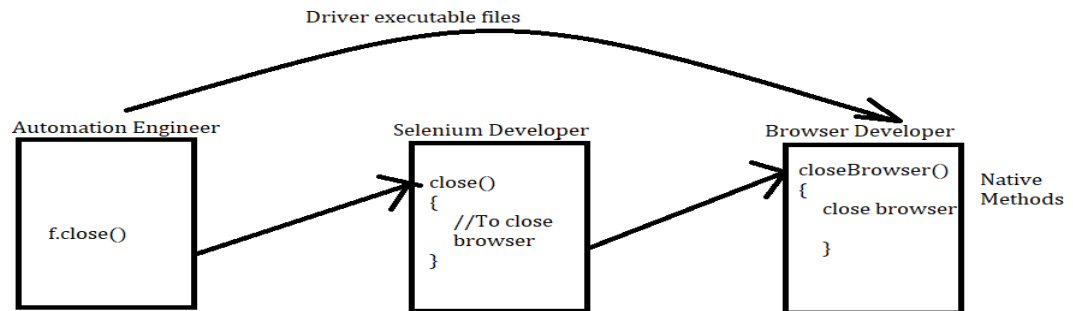 Driver executable files
Automation Engineer
f.close()
Selenium Developer
close()
{
//To close
browser
}
Browser Developer
closeBrowser()
{
close browser
}
Native
Methods